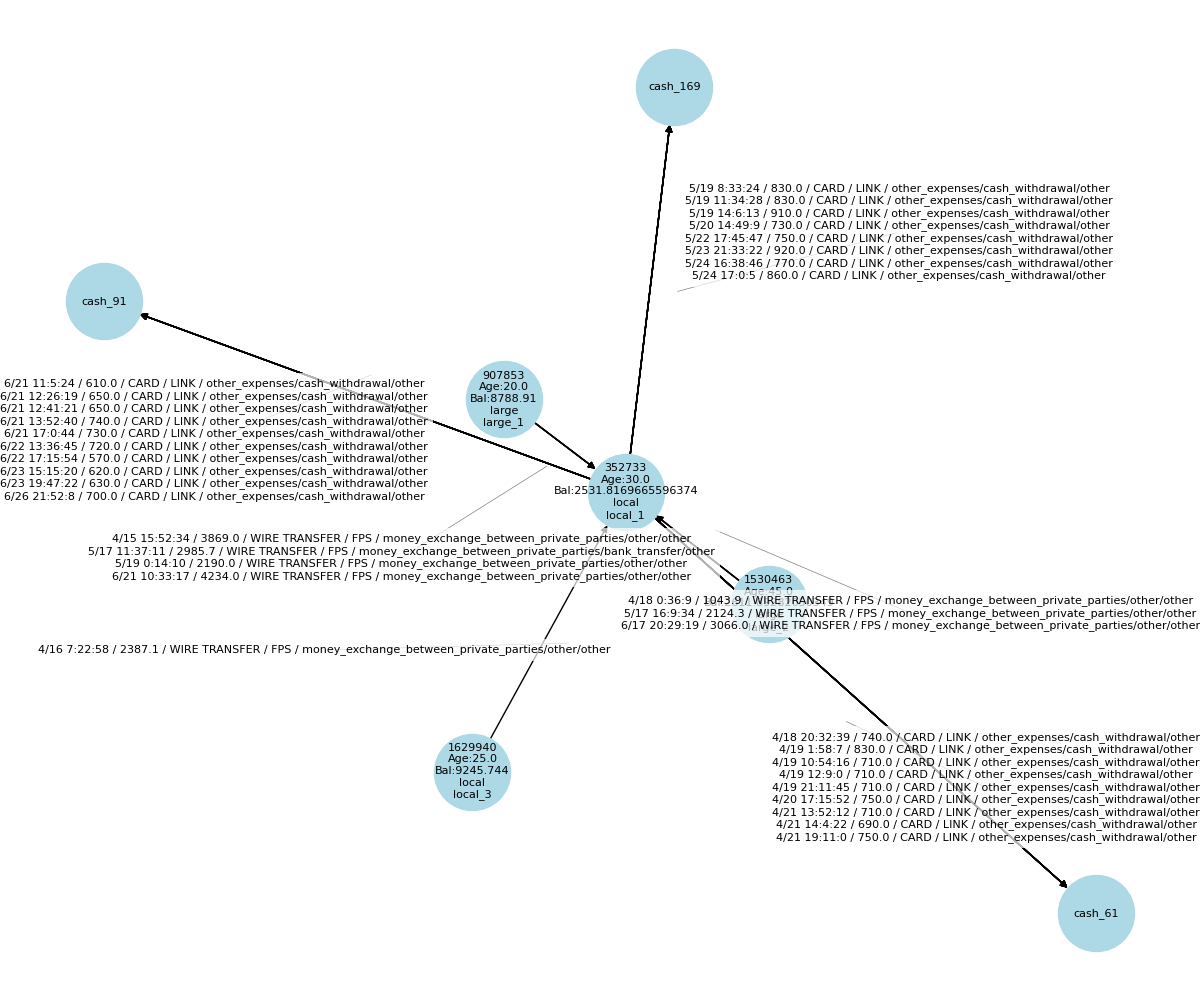 cash_169
5/19 8:33:24 / 830.0 / CARD / LINK / other_expenses/cash_withdrawal/other
5/19 11:34:28 / 830.0 / CARD / LINK / other_expenses/cash_withdrawal/other
5/19 14:6:13 / 910.0 / CARD / LINK / other_expenses/cash_withdrawal/other
5/20 14:49:9 / 730.0 / CARD / LINK / other_expenses/cash_withdrawal/other
5/22 17:45:47 / 750.0 / CARD / LINK / other_expenses/cash_withdrawal/other
5/23 21:33:22 / 920.0 / CARD / LINK / other_expenses/cash_withdrawal/other
5/24 16:38:46 / 770.0 / CARD / LINK / other_expenses/cash_withdrawal/other
5/24 17:0:5 / 860.0 / CARD / LINK / other_expenses/cash_withdrawal/other
cash_91
6/21 11:5:24 / 610.0 / CARD / LINK / other_expenses/cash_withdrawal/other
6/21 12:26:19 / 650.0 / CARD / LINK / other_expenses/cash_withdrawal/other
6/21 12:41:21 / 650.0 / CARD / LINK / other_expenses/cash_withdrawal/other
6/21 13:52:40 / 740.0 / CARD / LINK / other_expenses/cash_withdrawal/other
6/21 17:0:44 / 730.0 / CARD / LINK / other_expenses/cash_withdrawal/other
6/22 13:36:45 / 720.0 / CARD / LINK / other_expenses/cash_withdrawal/other
6/22 17:15:54 / 570.0 / CARD / LINK / other_expenses/cash_withdrawal/other
6/23 15:15:20 / 620.0 / CARD / LINK / other_expenses/cash_withdrawal/other
6/23 19:47:22 / 630.0 / CARD / LINK / other_expenses/cash_withdrawal/other
6/26 21:52:8 / 700.0 / CARD / LINK / other_expenses/cash_withdrawal/other
907853
Age:20.0
Bal:8788.91
large
large_1
352733
Age:30.0
Bal:2531.8169665596374
local
local_1
4/15 15:52:34 / 3869.0 / WIRE TRANSFER / FPS / money_exchange_between_private_parties/other/other
5/17 11:37:11 / 2985.7 / WIRE TRANSFER / FPS / money_exchange_between_private_parties/bank_transfer/other
5/19 0:14:10 / 2190.0 / WIRE TRANSFER / FPS / money_exchange_between_private_parties/other/other
6/21 10:33:17 / 4234.0 / WIRE TRANSFER / FPS / money_exchange_between_private_parties/other/other
1530463
Age:45.0
4/18 0:36:9 / 1043.9 / WIRE TRANSFER / FPS / money_exchange_between_private_parties/other/other
5/17 16:9:34 / 2124.3 / WIRE TRANSFER / FPS / money_exchange_between_private_parties/other/other
6/17 20:29:19 / 3066.0 / WIRE TRANSFER / FPS / money_exchange_between_private_parties/other/other
4/16 7:22:58 / 2387.1 / WIRE TRANSFER / FPS / money_exchange_between_private_parties/other/other
1629940
Age:25.0
Bal:9245.744
local
local_3
4/18 20:32:39 / 740.0 / CARD / LINK / other_expenses/cash_withdrawal/other
4/19 1:58:7 / 830.0 / CARD / LINK / other_expenses/cash_withdrawal/other
4/19 10:54:16 / 710.0 / CARD / LINK / other_expenses/cash_withdrawal/other
4/19 12:9:0 / 710.0 / CARD / LINK / other_expenses/cash_withdrawal/other
4/19 21:11:45 / 710.0 / CARD / LINK / other_expenses/cash_withdrawal/other
4/20 17:15:52 / 750.0 / CARD / LINK / other_expenses/cash_withdrawal/other
4/21 13:52:12 / 710.0 / CARD / LINK / other_expenses/cash_withdrawal/other
4/21 14:4:22 / 690.0 / CARD / LINK / other_expenses/cash_withdrawal/other
4/21 19:11:0 / 750.0 / CARD / LINK / other_expenses/cash_withdrawal/other
cash_61